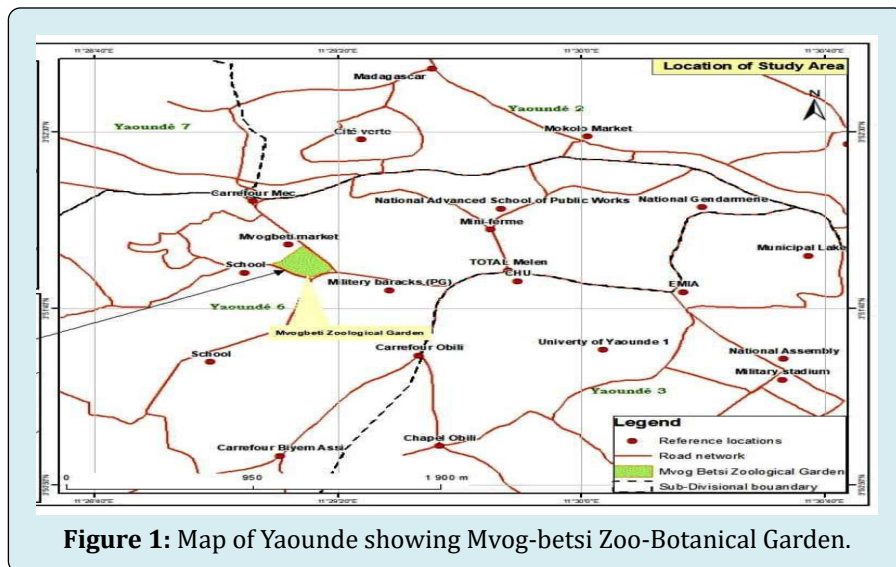 11°28'40"E 11°29'20"E 11°30'0"E 11°30'40"E
Location of Study Area
N
Madagascar
Yaoundé 2
Yaoundé 7
Cité verte
Mokolo Market
Carrefour Mec
National Advanced School of Public Works
National Gendarmerie
Mini-ferme
Mvogbeti market
Municipal Lake
School
TOTAL Melen
CHU
Militery baracks (PG)
EMIA
Yaoundé 6
Mvogbeti Zoological Garden
Carrefour Obili
Univerty of Yaounde 1
School
National Assembly
Military stadium
Yaoundé 3
Legend
Reference locations
Road network
Mvog Betsi Zoological Garden
Sub-Divisional boundary
Chapel Obili
Carrefour Biyem Assi
0 950 1 900 m
11°28'40"E 11°29'20"E 11°30'0"E 11°30'40"E
Figure 1: Map of Yaounde showing Mvog-betsi Zoo-Botanical Garden.